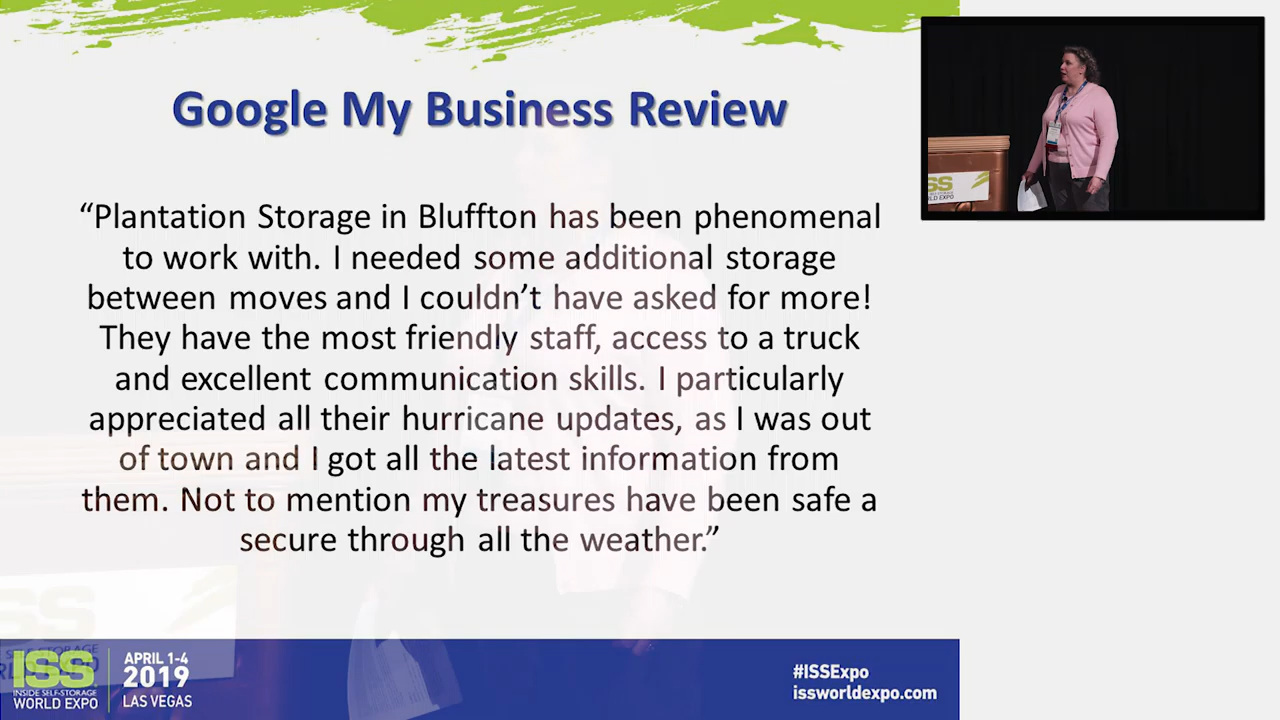 Google My Business Review
“Plantation Storage in Bluffton has been phenomenal
to work with. I needed some additional storage
between moves and I couldn’t have asked for more!
They have the most friendly staff, access to a truck
and excellent communication skills. I particularly
appreciated all their hurricane updates, as I was out
of town and I got all the latest information from
them. Not to mention my treasures have been safe a
secure through all the weather.”
ISS
INSIDE SELF-STORAGE
WORLD EXPO
APRIL 1-4
2019
LAS VEGAS
#ISSExpo
issworldexpo.com